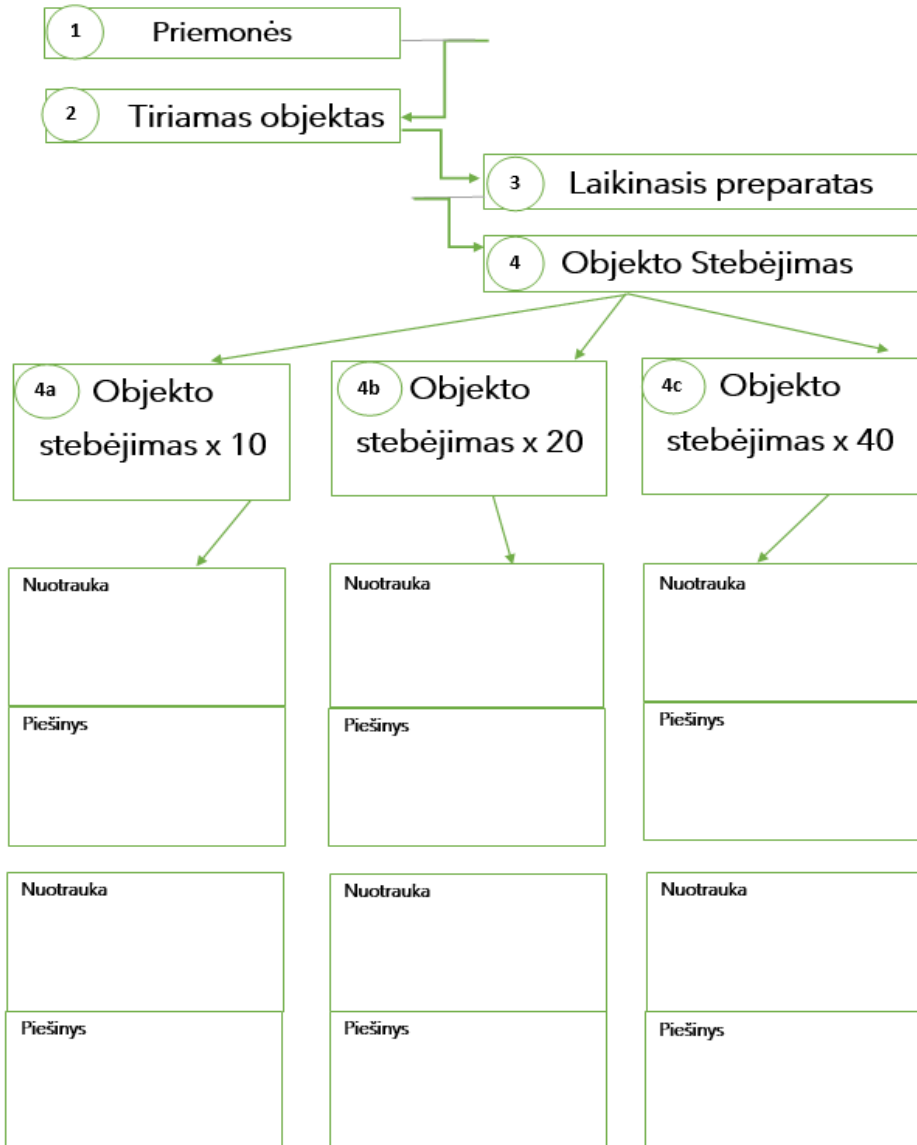 1 Priemonės
2 Tiriamas objektas
3 Laikinasis preparatas
4 Objekto Stebėjimas
4a Objekto
stebėjimas x 10
4b Objekto
stebėjimas x 20
4c Objekto
stebėjimas x 40
Nuotrauka
Nuotrauka
Nuotrauka
Piešinys
Piešinys
Piešinys
Nuotrauka
Nuotrauka
Nuotrauka
Piešinys
Piešinys
Piešinys